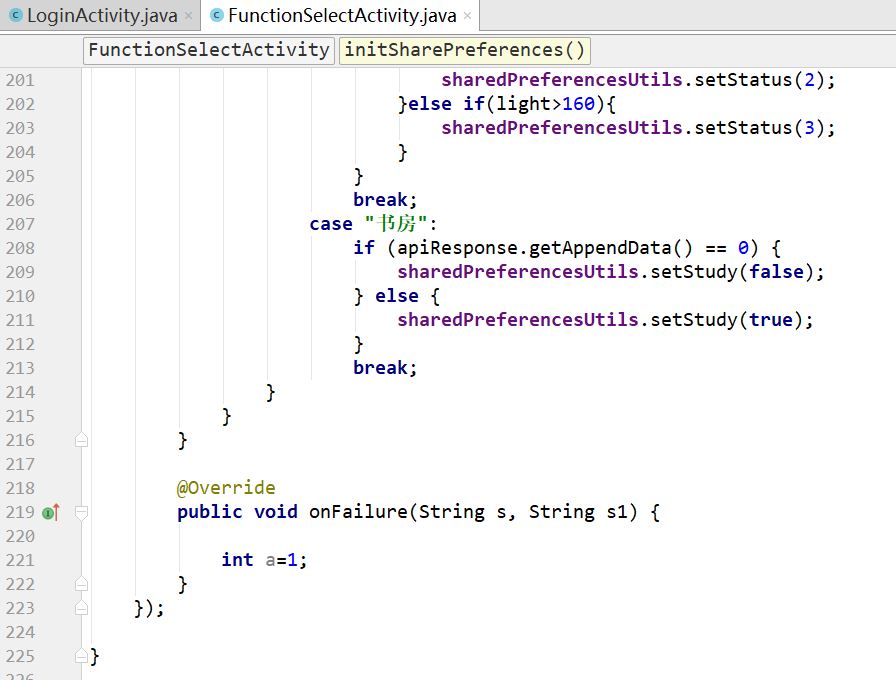 LoginActivity.java × FunctionSelectActivity.java ×
FunctionSelectActivity initSharePreferences()
201 sharedPreferencesUtils.setStatus(2);
202 }else if(light>160){
203 sharedPreferencesUtils.setStatus(3);
204 }
205 }
206 break;
207 case "书房":
208 if (apiResponse.getAppendData() == 0) {
209 sharedPreferencesUtils.setStudy(false);
210 } else {
211 sharedPreferencesUtils.setStudy(true);
212 }
213 break;
214 }
215 }
216 }
217
218 @Override
219 public void onFailure(String s, String s1) {
220
221 int a=1;
222 }
223 });
224
225 }